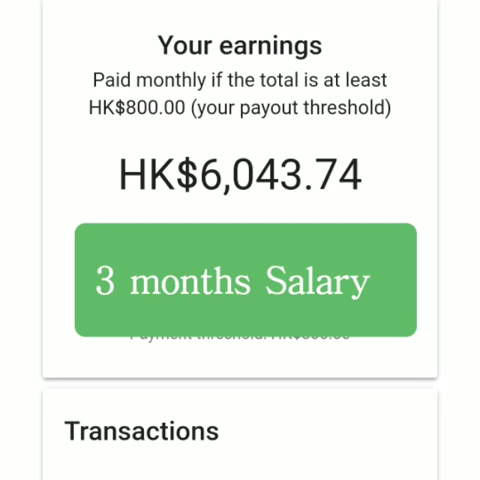 Your earnings
Paid monthly if the total is at least
HK$800.00 (your payout threshold)
HK$6,043.74
3 months Salary
Transactions